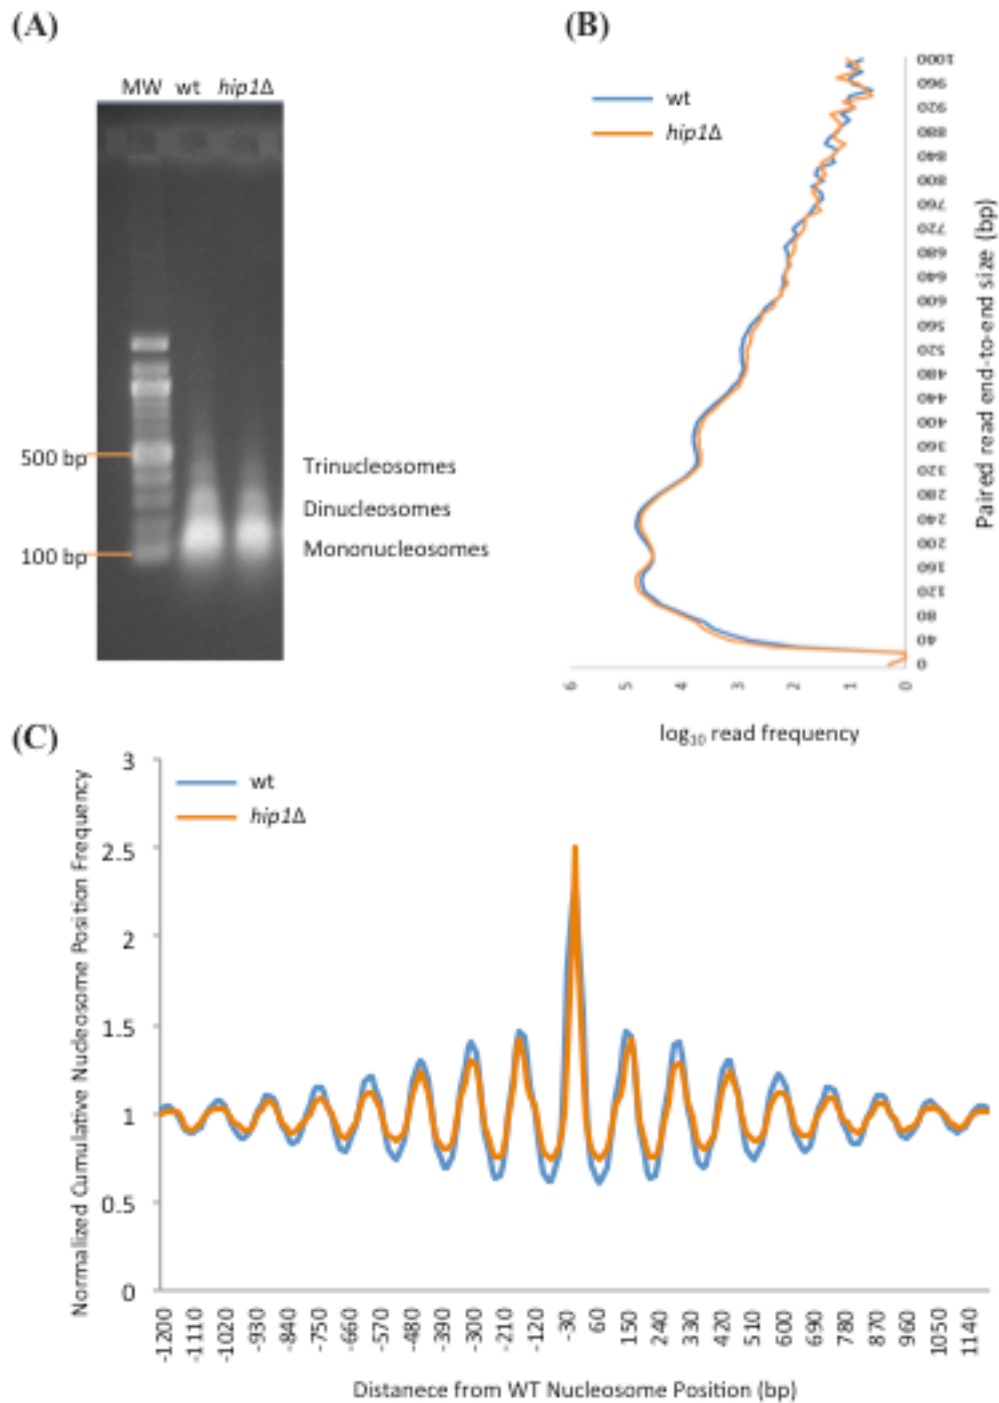 (A)
MW wt hip1Δ
500 bp
100 bp
Trinucleosomes
Dinucleosomes
Mononucleosomes
(B)
wt
hip1Δ
1000
960
920
880
840
800
760
720
680
640
600
560
520
480
440
400
360
320
280
240
200
160
120
80
40
0
Paired read end-to-end size (bp)
6 5 4 3 2 1 0
log₁₀ read frequency
(C)
wt
hip1Δ
3
2.5
2
1.5
1
0.5
0
Normalized Cumulative Nucleosome Position Frequency
-1200 -1110 -1020 -930 -840 -750 -660 -570 -480 -390 -300 -210 -120 -30 60 150 240 330 420 510 600 690 780 870 960 1050 1140
Distanece from WT Nucleosome Position (bp)